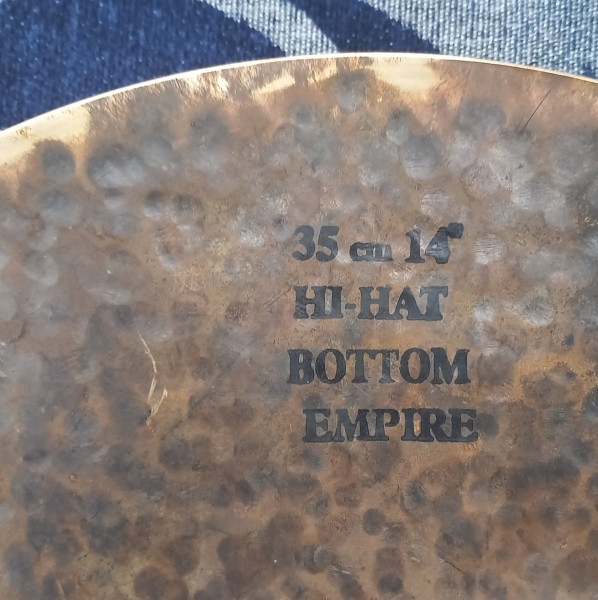 35 cm 14"
HI-HAT
BOTTOM
EMPIRE